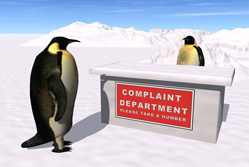 COMPLAINT
DEPARTMENT
PLEASE TAKE A NUMBER